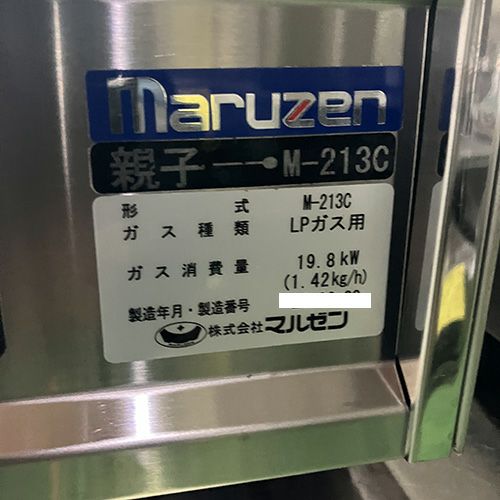 maruzen
親子 M-213C
形式 M-213C
ガス種類 LPガス用
ガス消費量 19.8kW
(1.42kg/h)
製造年月・製造番号
株式会社マルゼン